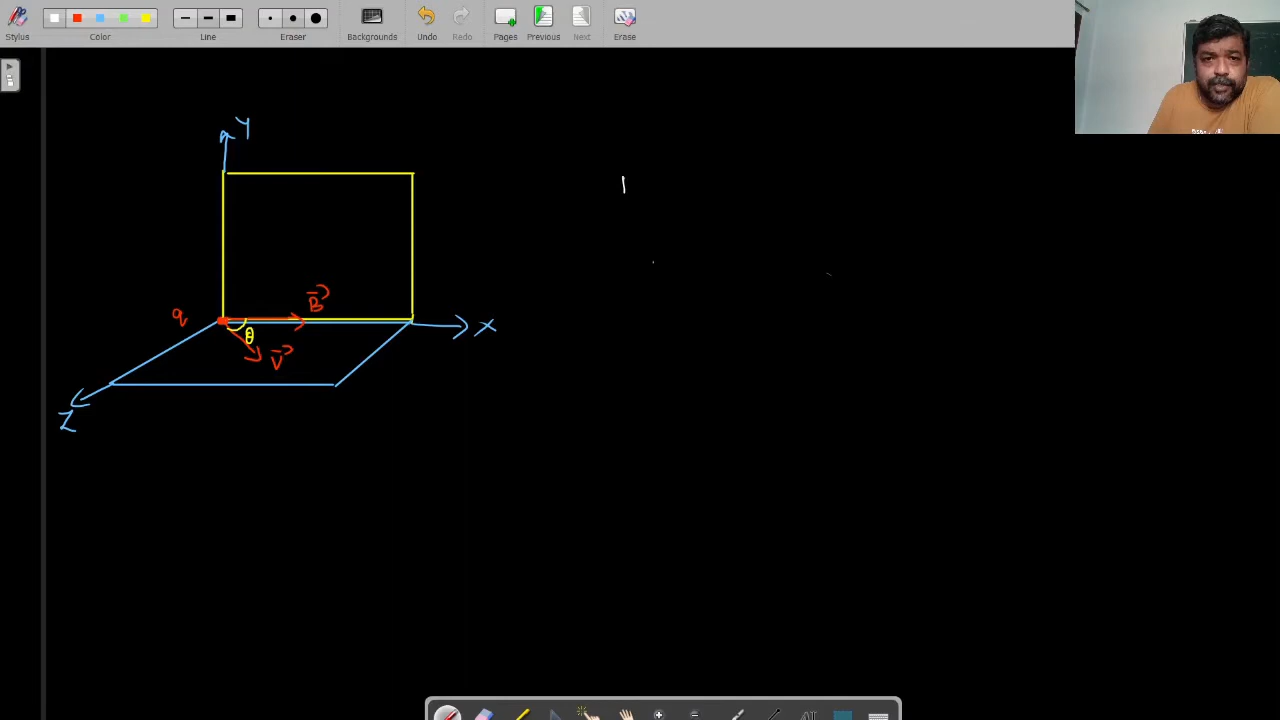 Stylus Color Line Eraser Backgrounds Undo Redo Pages Previous Next Erase
Y
q
B
θ
V
X
Z